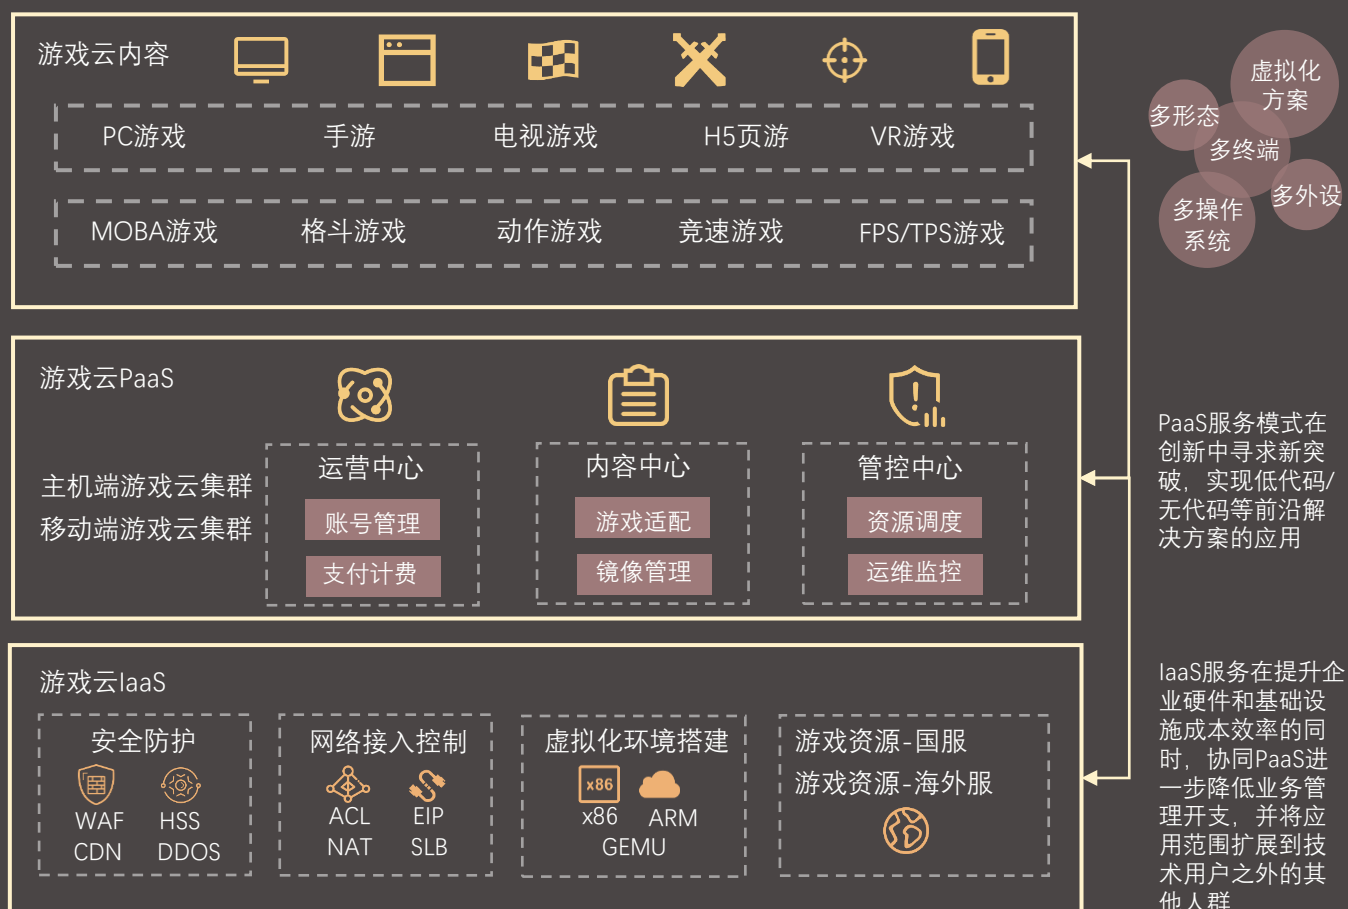 游戏云内容
PC游戏 手游 电视游戏 H5页游 VR游戏
MOBA游戏 格斗游戏 动作游戏 竞速游戏 FPS/TPS游戏
虚拟化
方案
多形态
多终端
多外设
多操作
系统
游戏云PaaS
主机端游戏云集群
移动端游戏云集群
运营中心
账号管理
支付计费
内容中心
游戏适配
镜像管理
管控中心
资源调度
运维监控
PaaS服务模式在
创新中寻求新突
破，实现低代码/
无代码等前沿解
决方案的应用
游戏云IaaS
安全防护
WAF HSS
CDN DDOS
网络接入控制
ACL EIP
NAT SLB
虚拟化环境搭建
x86
x86 ARM
GEMU
游戏资源-国服
游戏资源-海外服
IaaS服务在提升企
业硬件和基础设
施成本效率的同
时，协同PaaS进
一步降低业务管
理开支，并将应
用范围扩展到技
术用户之外的其
他人群